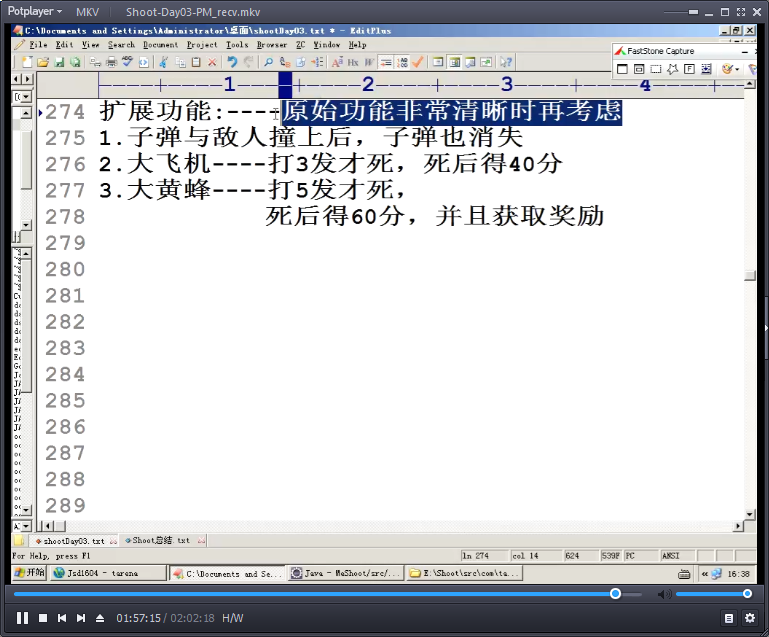 Potplayer MKV Shoot-Day03-PM_recv.mkv
C:\Documents and Settings\Administrator\桌面\shootDay03.txt * - EditPlus
File Edit View Search Document Project Tools Browser ZC Window Help
FastStone Capture
1 2 3 4
274 扩展功能:----原始功能非常清晰时再考虑
275 1.子弹与敌人撞上后，子弹也消失
276 2.大飞机----打3发才死，死后得40分
277 3.大黄蜂----打5发才死，
278 死后得60分，并且获取奖励
279
280
281
282
283
284
285
286
287
288
289
shootDay03.txt Shoot总结.txt
For Help, press F1 ln 274 col 14 624 539F PC ANSI
开始 Jsd1604 - tarena C:\Documents and Se... Java - WaShoot/src/... E:\Shoot\src\com\ta... 16:38
01:57:15 / 02:02:18 H/W